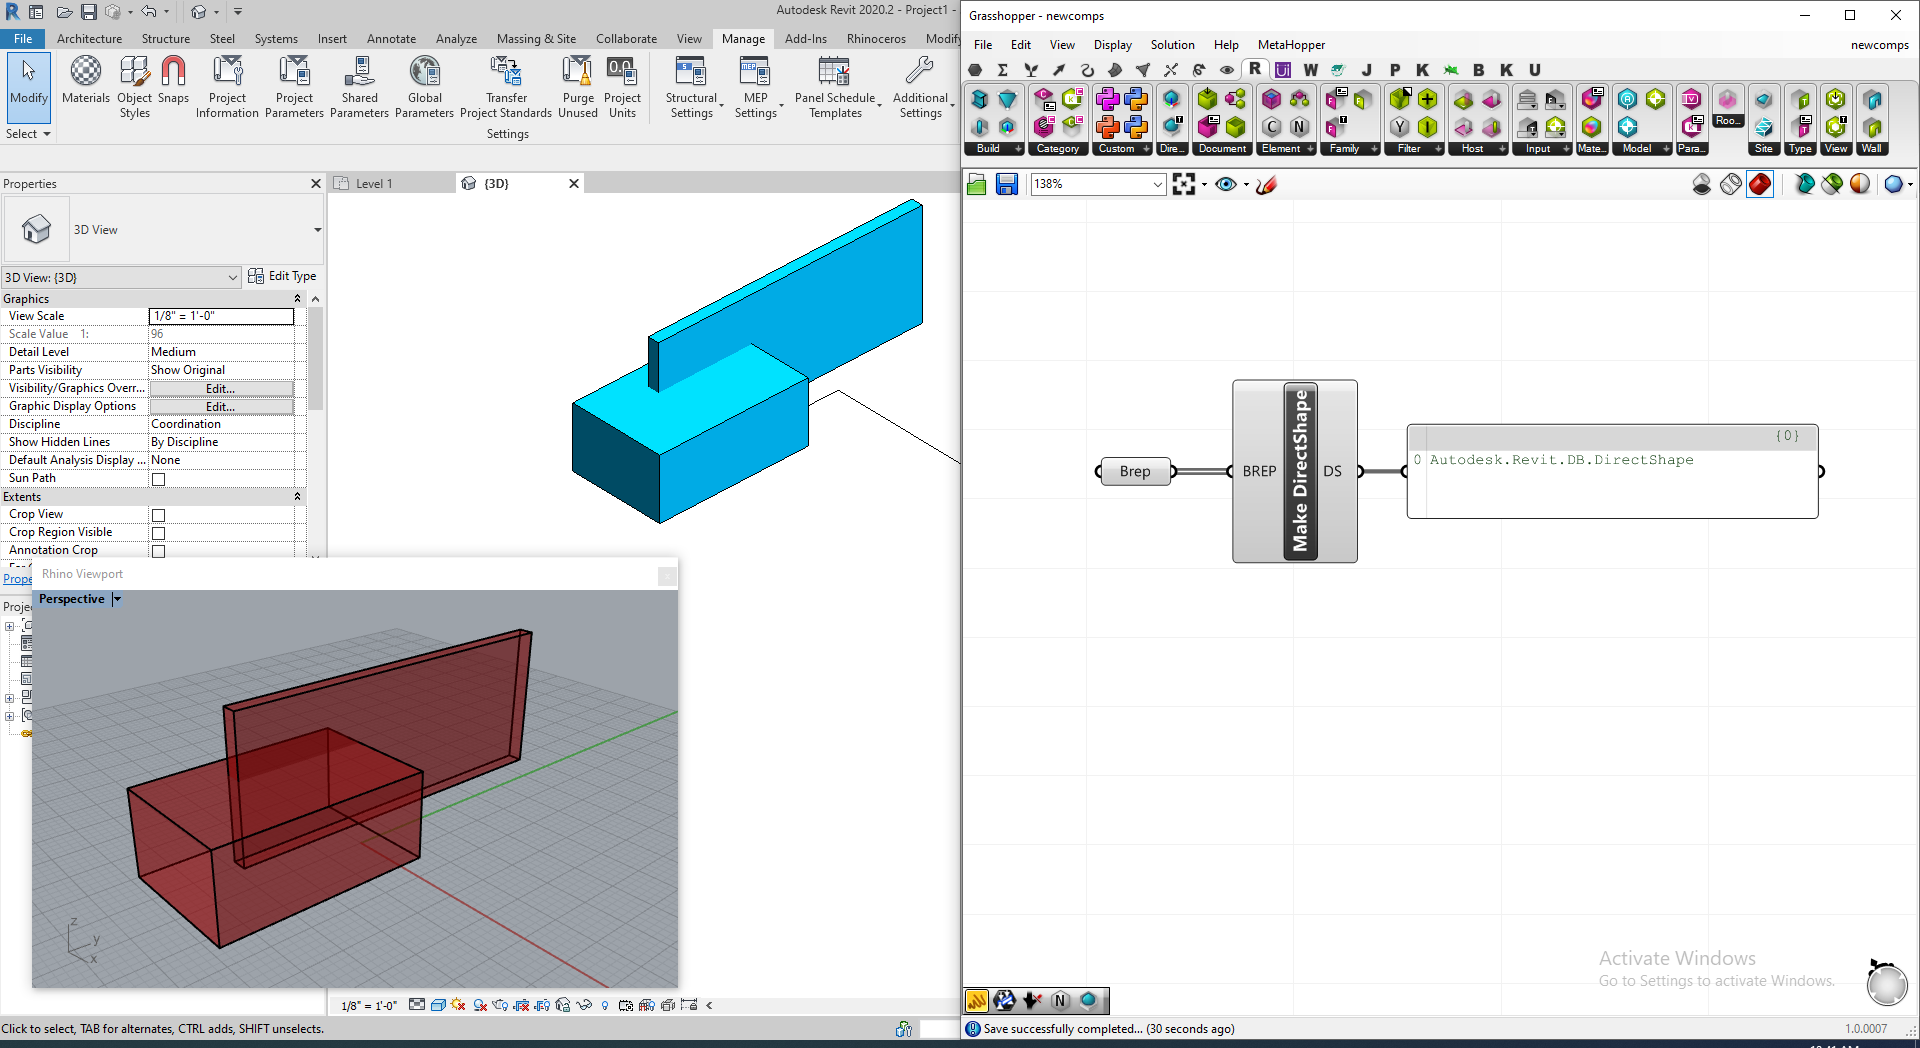 Autodesk Revit 2020.2 - Project1 -
File Architecture Structure Steel Systems Insert Annotate Analyze Massing & Site Collaborate View Manage Add-Ins Rhinoceros Modify
Modify
Materials
Object Styles
Snaps
Project Information
Project Parameters
Shared Parameters
Global Parameters
Transfer Project Standards
Purge Unused
Project Units
Structural Settings
MEP Settings
Panel Schedule Templates
Additional Settings
Select
Settings
Properties
3D View
3D View: {3D}
Edit Type
Graphics
View Scale 1/8" = 1'-0"
Scale Value 1: 96
Detail Level Medium
Parts Visibility Show Original
Visibility/Graphics Overr... Edit...
Graphic Display Options Edit...
Discipline Coordination
Show Hidden Lines By Discipline
Default Analysis Display ... None
Sun Path
Extents
Crop View
Crop Region Visible
Annotation Crop
Level 1
{3D}
Rhino Viewport
Perspective
z
y
x
1/8" = 1'-0"
Click to select, TAB for alternates, CTRL adds, SHIFT unselects.
Grasshopper - newcomps
File Edit View Display Solution Help MetaHopper
newcomps
R Ui W J P K B K U
Build Category Custom Dire... Document Element Family Filter Host Input Mate... Model Para... Roo... Site Type View Wall
138%
Brep
BREP
Make DirectShape
DS
{0}
0 Autodesk.Revit.DB.DirectShape
Activate Windows
Go to Settings to activate Windows.
Save successfully completed... (30 seconds ago)
1.0.0007